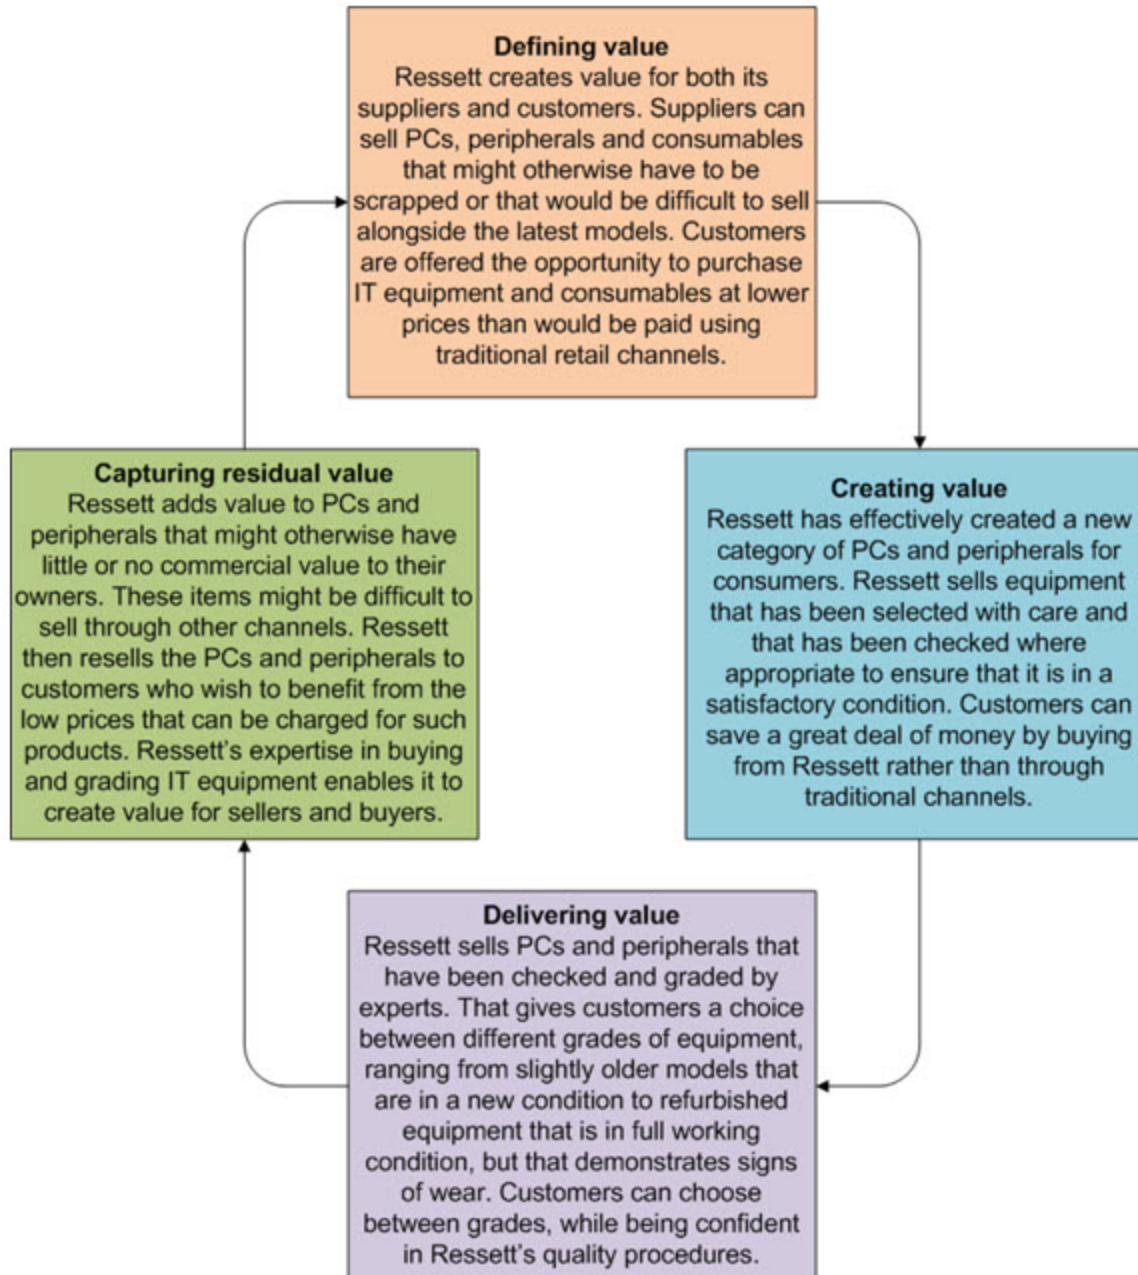 Defining value
Ressett creates value for both its
suppliers and customers. Suppliers can
sell PCs, peripherals and consumables
that might otherwise have to be
scrapped or that would be difficult to sell
alongside the latest models. Customers
are offered the opportunity to purchase
IT equipment and consumables at lower
prices than would be paid using
traditional retail channels.
Creating value
Ressett has effectively created a new
category of PCs and peripherals for
consumers. Ressett sells equipment
that has been selected with care and
that has been checked where
appropriate to ensure that it is in a
satisfactory condition. Customers can
save a great deal of money by buying
from Ressett rather than through
traditional channels.
Delivering value
Ressett sells PCs and peripherals that
have been checked and graded by
experts. That gives customers a choice
between different grades of equipment,
ranging from slightly older models that
are in a new condition to refurbished
equipment that is in full working
condition, but that demonstrates signs
of wear. Customers can choose
between grades, while being confident
in Ressett's quality procedures.
Capturing residual value
Ressett adds value to PCs and
peripherals that might otherwise have
little or no commercial value to their
owners. These items might be difficult to
sell through other channels. Ressett
then resells the PCs and peripherals to
customers who wish to benefit from the
low prices that can be charged for such
products. Ressett's expertise in buying
and grading IT equipment enables it to
create value for sellers and buyers.